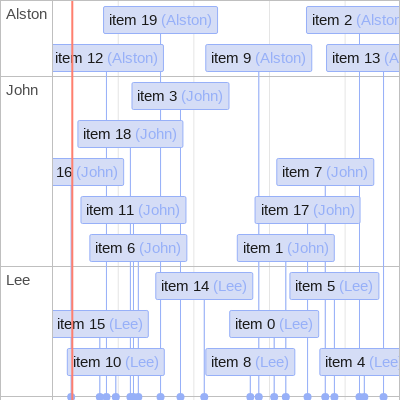 Alston
item 19 (Alston)
item 2 (Alston
item 12 (Alston)
item 9 (Alston)
item 13 (A
John
item 3 (John)
item 18 (John)
16 (John)
item 7 (John)
item 11 (John)
item 17 (John)
item 6 (John)
item 1 (John)
Lee
item 14 (Lee)
item 5 (Lee)
item 15 (Lee)
item 0 (Lee)
item 10 (Lee)
item 8 (Lee)
item 4 (Lee